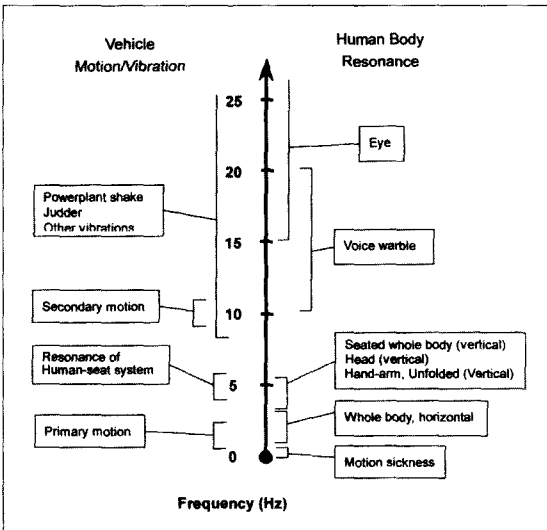 Vehicle
Motion/Vibration
Human Body
Resonance
25
20
15
10
5
0
Powerplant shake
Judder
Other vibrations
Secondary motion
Resonance of
Human-seat system
Primary motion
Eye
Voice warble
Seated whole body (vertical)
Head (vertical)
Hand-arm, Unfolded (Vertical)
Whole body, horizontal
Motion sickness
Frequency (Hz)